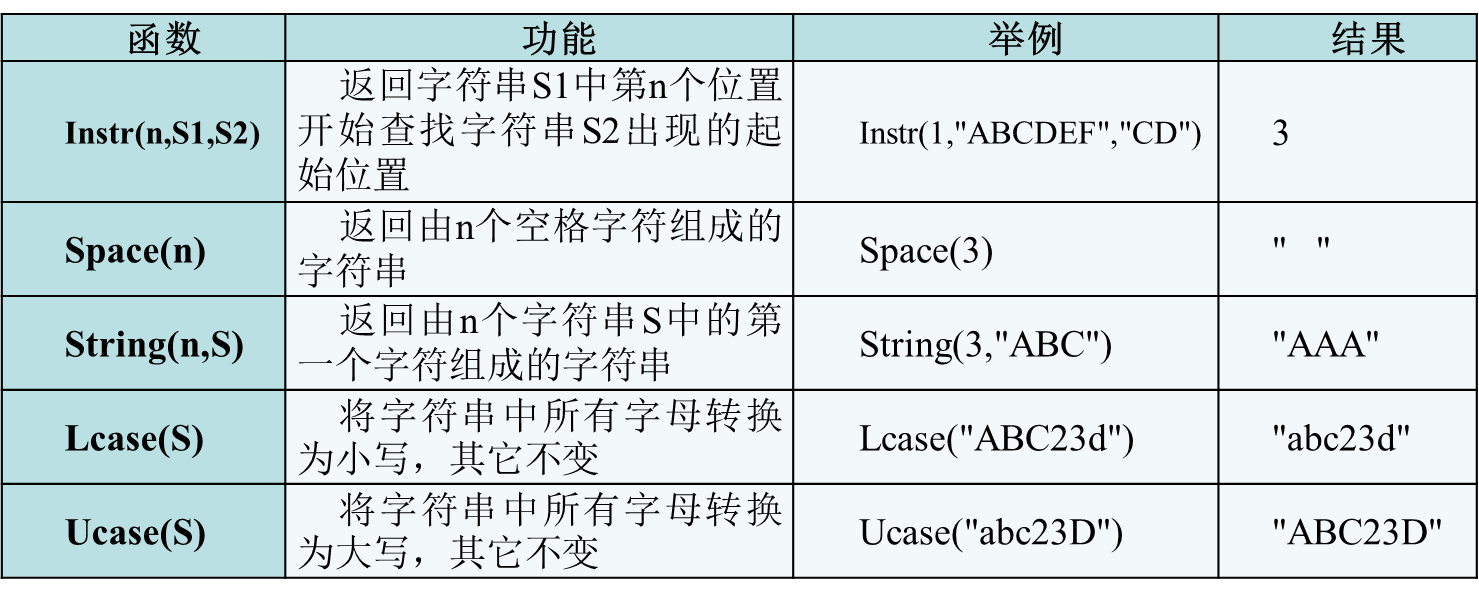 函数 功能 举例 结果
Instr(n,S1,S2)
返回字符串S1中第n个位置
开始查找字符串S2出现的起
始位置
Instr(1,"ABCDEF","CD")
3
Space(n)
返回由n个空格字符组成的
字符串
Space(3)
"   "
String(n,S)
返回由n个字符串S中的第
一个字符组成的字符串
String(3,"ABC")
"AAA"
Lcase(S)
将字符串中所有字母转换
为小写，其它不变
Lcase("ABC23d")
"abc23d"
Ucase(S)
将字符串中所有字母转换
为大写，其它不变
Ucase("abc23D")
"ABC23D"